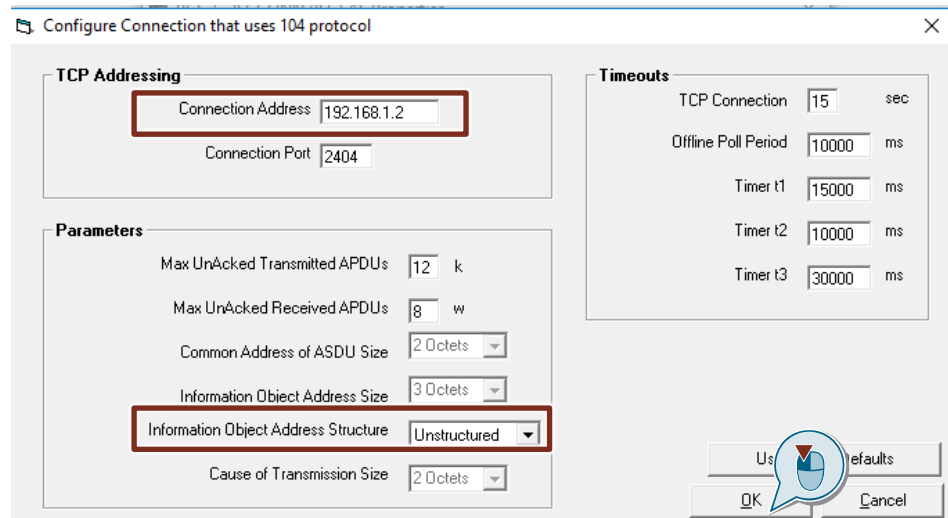 Configure Connection that uses 104 protocol
TCP Addressing
Connection Address 192.168.1.2
Connection Port 2404
Parameters
Max UnAcked Transmitted APDUs 12 k
Max UnAcked Received APDUs 8 w
Common Address of ASDU Size 2 Octets
Information Object Address Size 3 Octets
Information Object Address Structure Unstructured
Cause of Transmission Size 2 Octets
Timeouts
TCP Connection 15 sec
Offline Poll Period 10000 ms
Timer t1 15000 ms
Timer t2 10000 ms
Timer t3 30000 ms
OK
Cancel